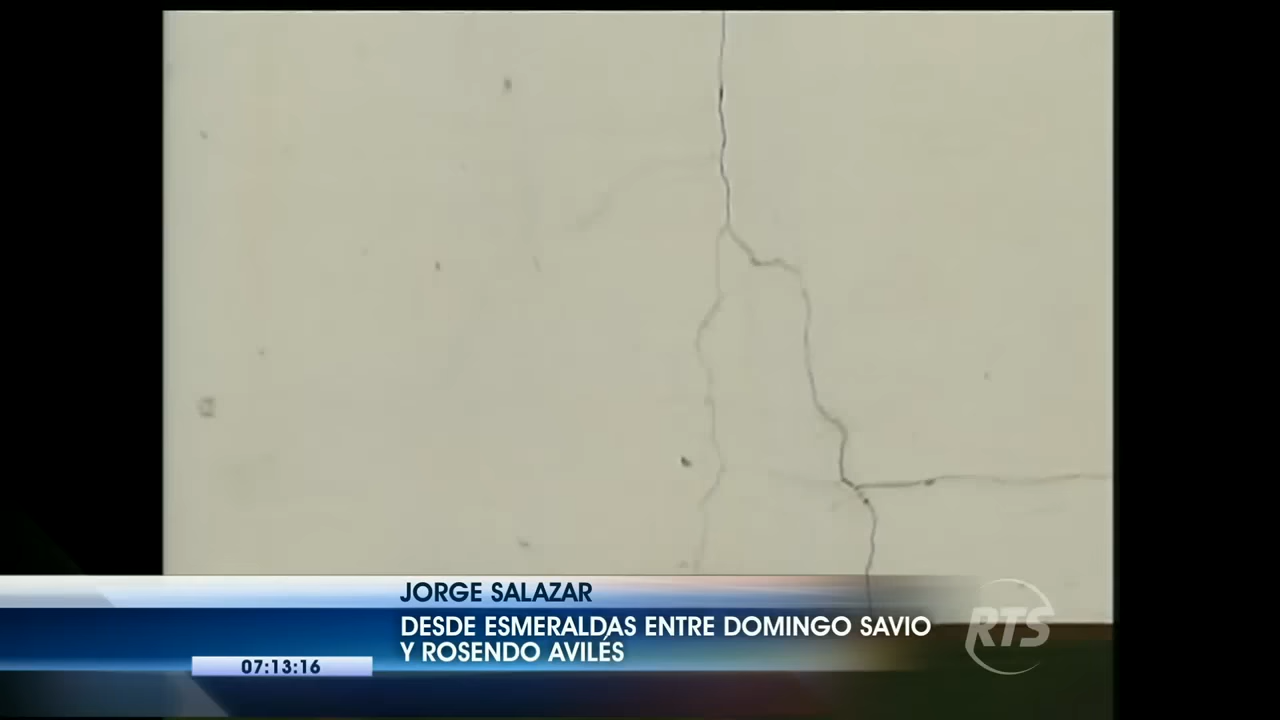 JORGE SALAZAR
DESDE ESMERALDAS ENTRE DOMINGO SAVIO
Y ROSENDO AVILÉS
RTS
07:13:16